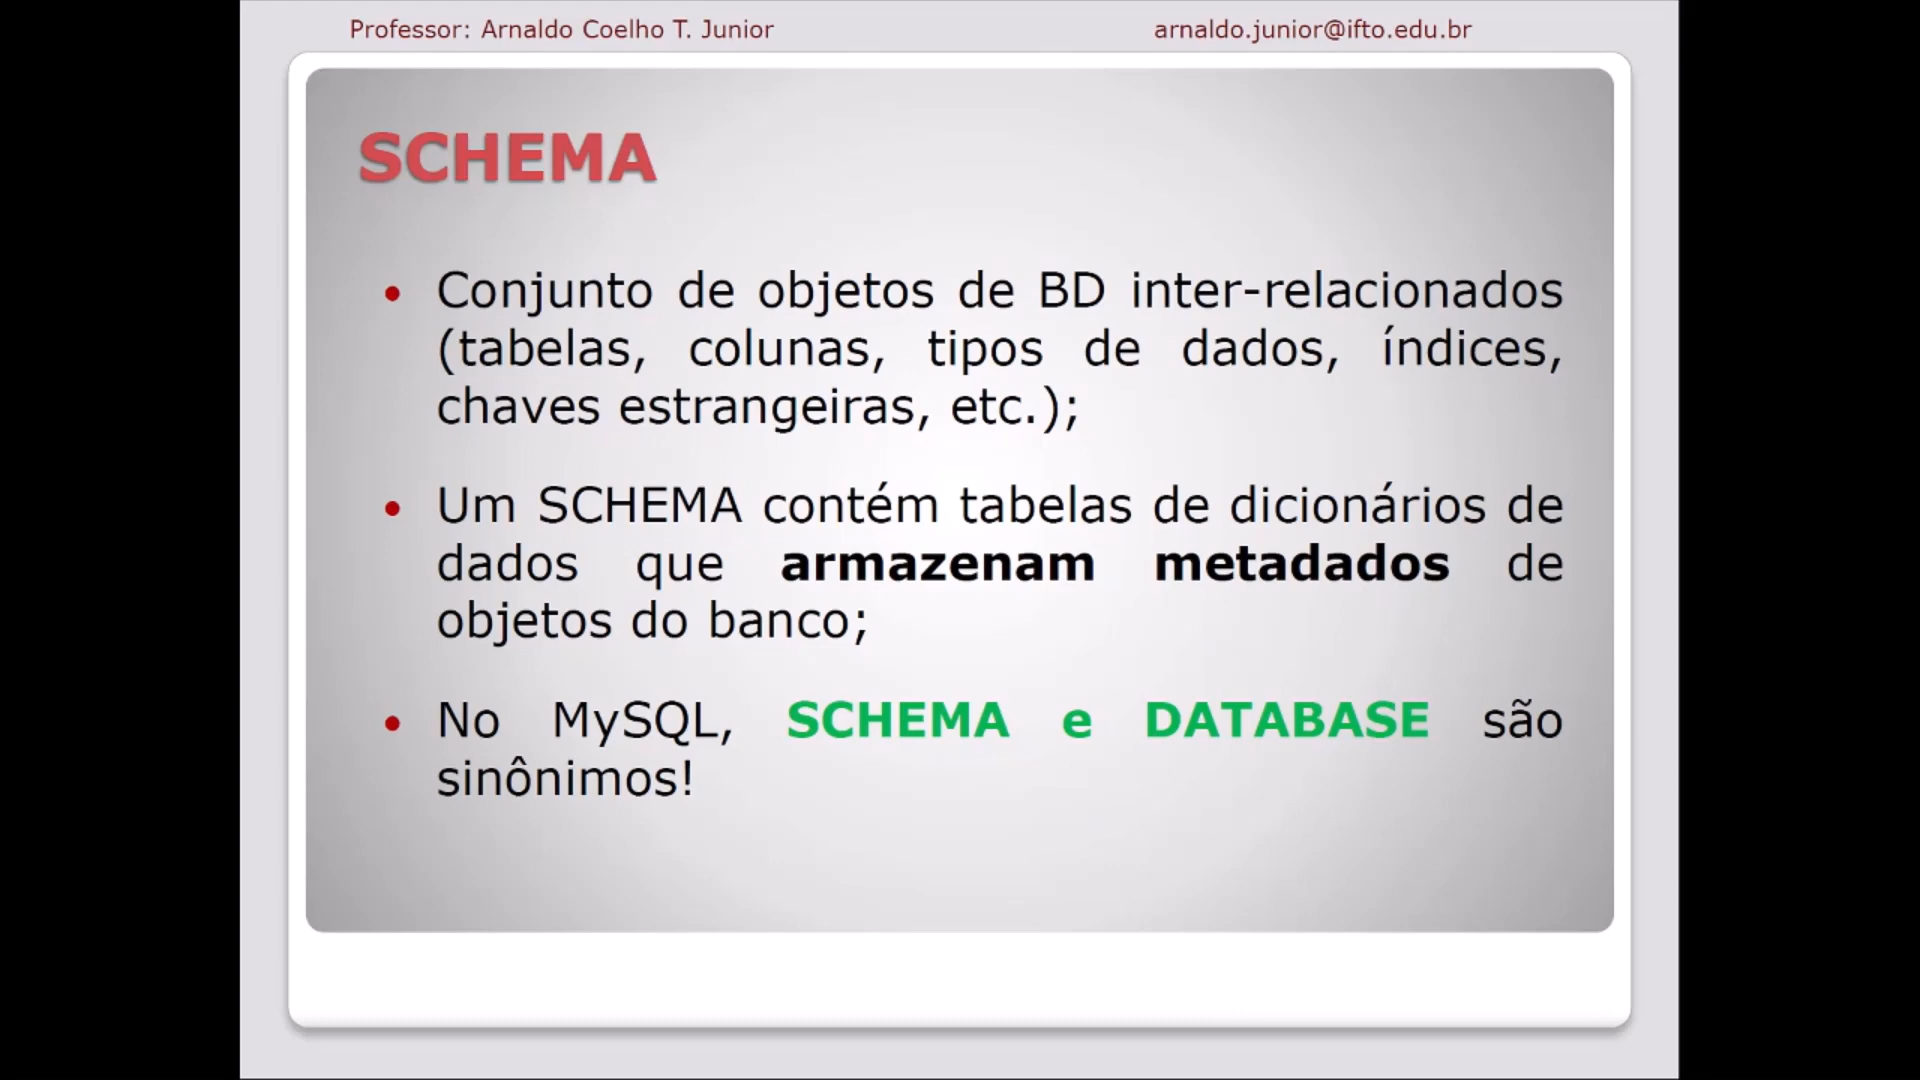 Professor: Arnaldo Coelho T. Junior
arnaldo.junior@ifto.edu.br
SCHEMA
• Conjunto de objetos de BD inter-relacionados
(tabelas, colunas, tipos de dados, índices,
chaves estrangeiras, etc.);
• Um SCHEMA contém tabelas de dicionários de
dados que armazenam metadados de
objetos do banco;
• No MySQL, SCHEMA e DATABASE são
sinônimos!